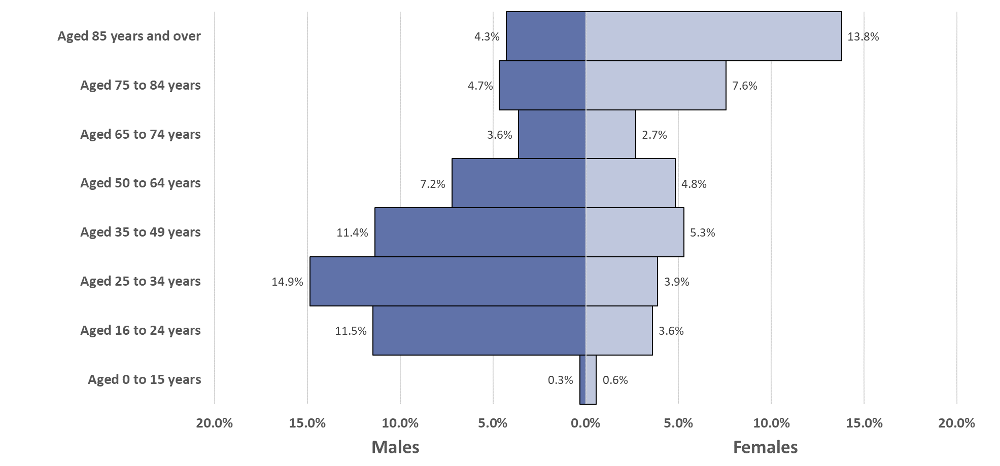 Aged 85 years and over
4.3%
13.8%
Aged 75 to 84 years
4.7%
7.6%
Aged 65 to 74 years
3.6%
2.7%
Aged 50 to 64 years
7.2%
4.8%
Aged 35 to 49 years
11.4%
5.3%
Aged 25 to 34 years
14.9%
3.9%
Aged 16 to 24 years
11.5%
3.6%
Aged 0 to 15 years
0.3%
0.6%
20.0% 15.0% 10.0% 5.0% 0.0% 5.0% 10.0% 15.0% 20.0%
Males Females